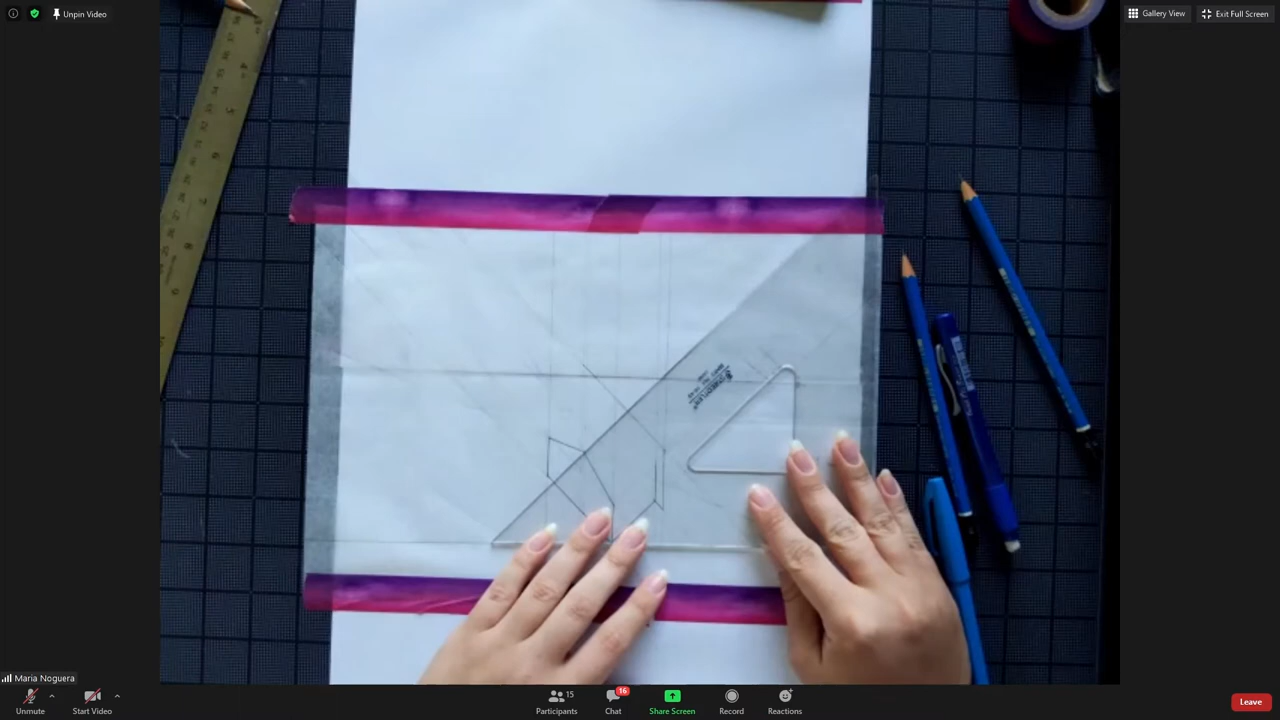 Unpin Video
Gallery View
Exit Full Screen
Maria Noguera
Unmute
Start Video
Participants
15
Chat
16
Share Screen
Record
Reactions
Leave